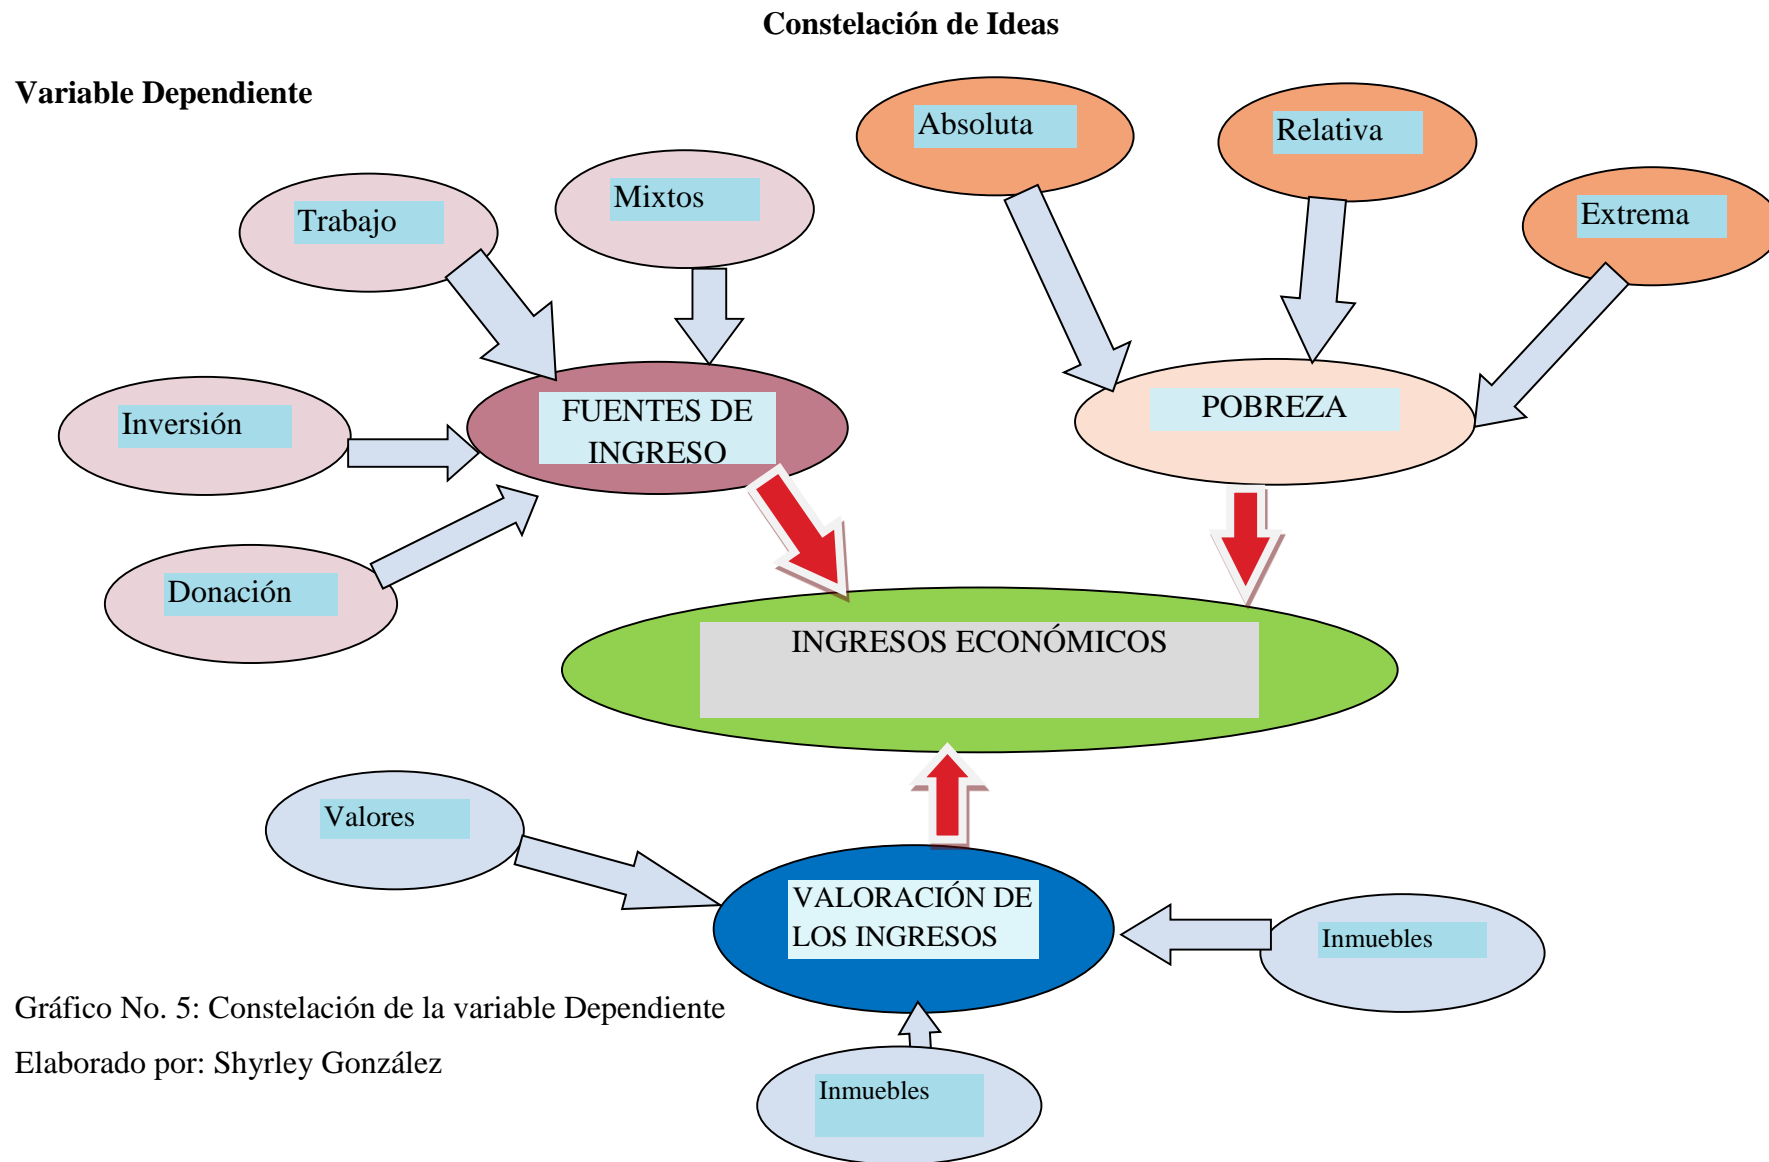 Constelación de Ideas
Variable Dependiente
Absoluta
Relativa
Extrema
Mixtos
Trabajo
Inversión
Donación
FUENTES DE
INGRESO
POBREZA
INGRESOS ECONÓMICOS
Valores
VALORACIÓN DE
LOS INGRESOS
Inmuebles
Inmuebles
Gráfico No. 5: Constelación de la variable Dependiente
Elaborado por: Shyrley González